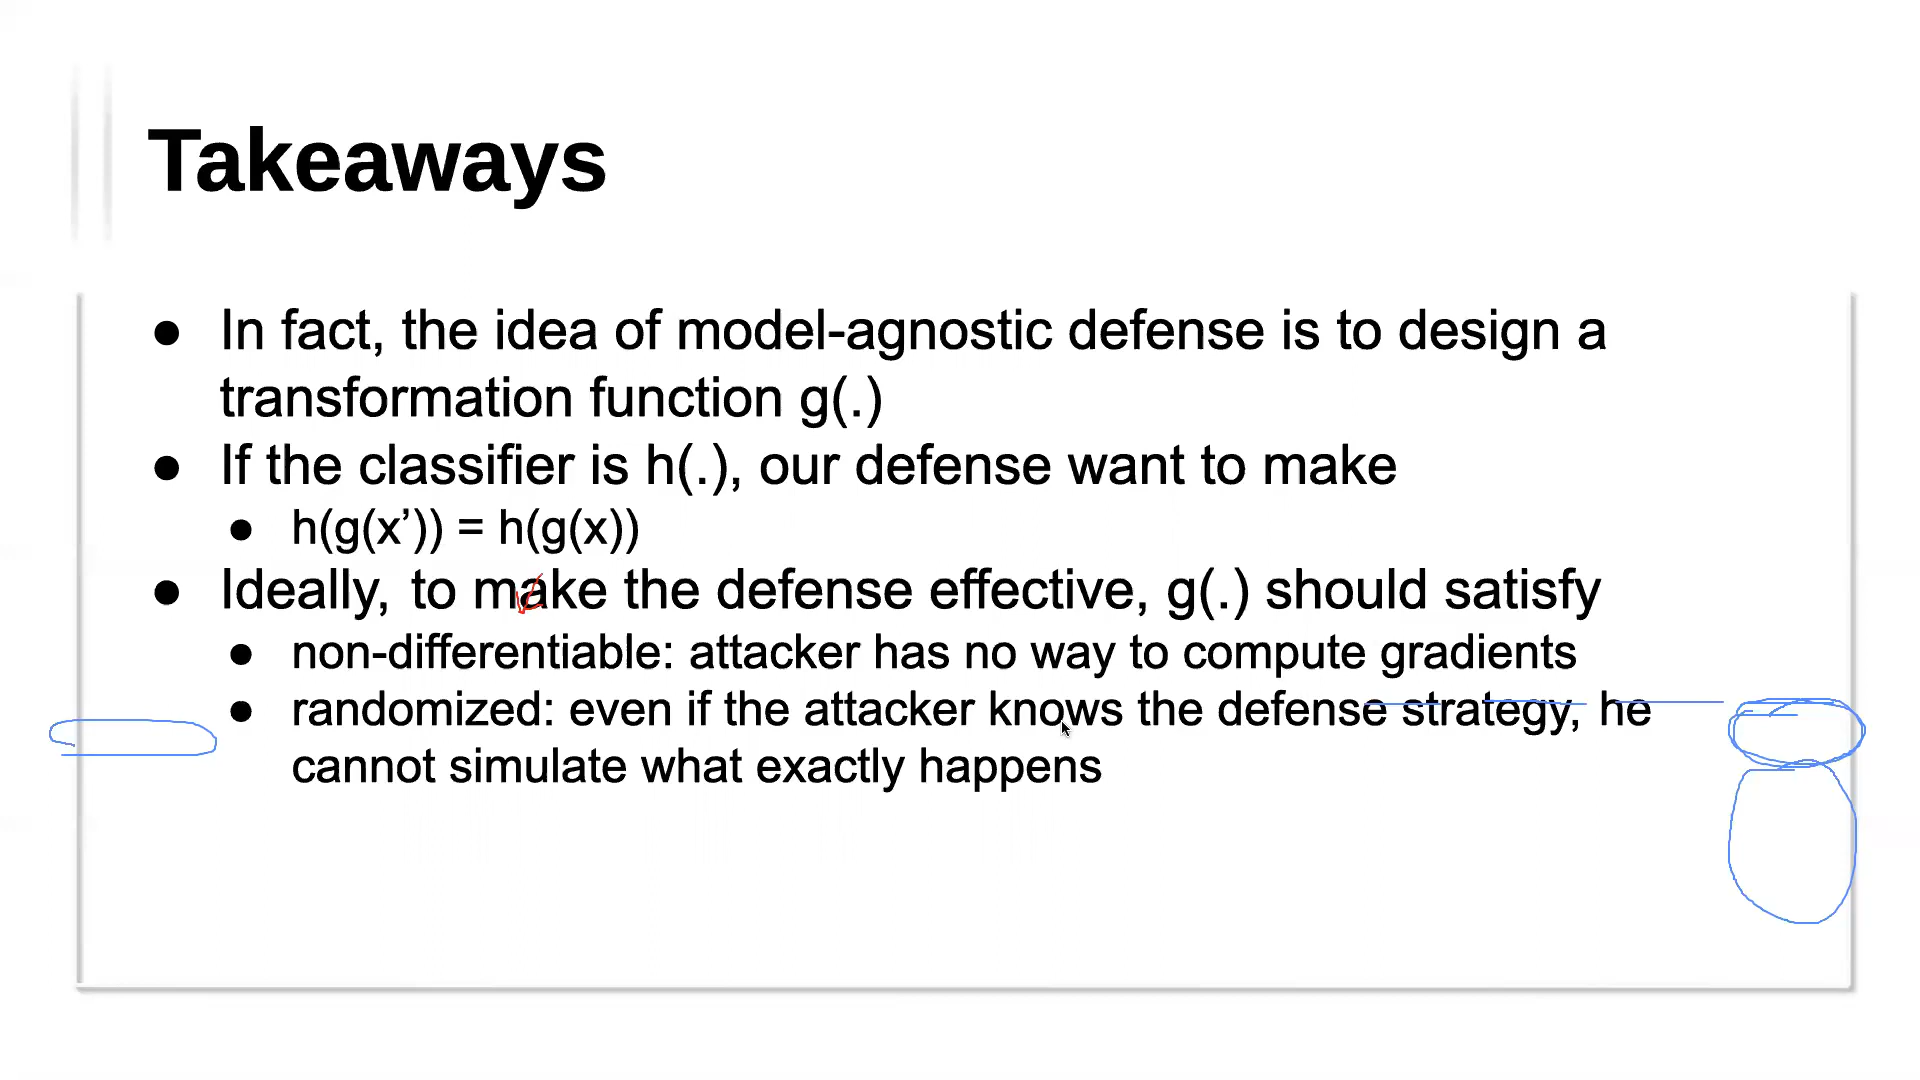 Takeaways
● In fact, the idea of model-agnostic defense is to design a
transformation function g(.)
● If the classifier is h(.), our defense want to make
● h(g(x’)) = h(g(x))
● Ideally, to make the defense effective, g(.) should satisfy
● non-differentiable: attacker has no way to compute gradients
● randomized: even if the attacker knows the defense strategy, he
cannot simulate what exactly happens